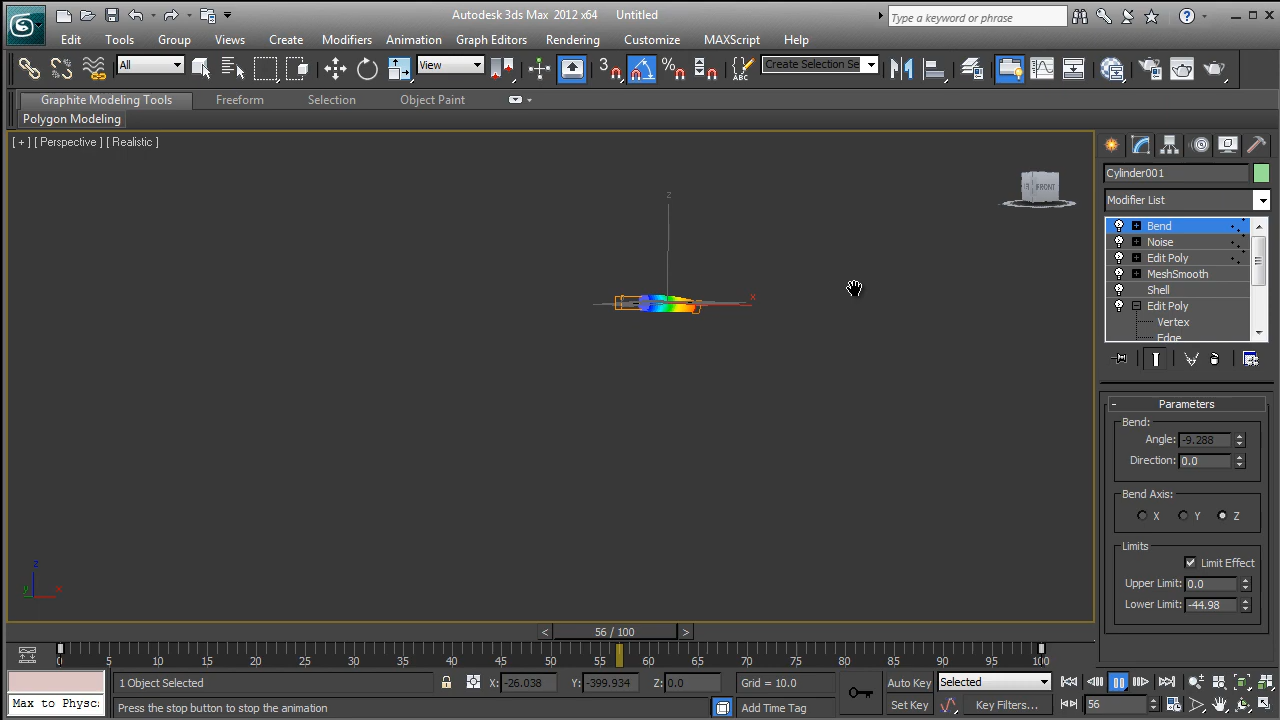 Autodesk 3ds Max 2012 x64 Untitled
Type a keyword or phrase
Edit Tools Group Views Create Modifiers Animation Graph Editors Rendering Customize MAXScript Help
All View 3 Create Selection Se
Graphite Modeling Tools Freeform Selection Object Paint
Polygon Modeling
[ + ] [ Perspective ] [ Realistic ]
FRONT
z
x
z
y x
Cylinder001
Modifier List
Bend
Noise
Edit Poly
MeshSmooth
Shell
Edit Poly
Vertex
Edge
- Parameters
Bend:
Angle: -9.288
Direction: 0.0
Bend Axis:
X Y Z
Limits
Limit Effect
Upper Limit: 0.0
Lower Limit: -44.98
< 56 / 100 >
0 5 10 15 20 25 30 35 40 45 50 55 60 65 70 75 80 85 90 95 100
1 Object Selected X: -26.038 Y: -399.934 Z: 0.0 Grid = 10.0 Auto Key Selected
Max to Physc: Press the stop button to stop the animation Add Time Tag Set Key Key Filters... 56